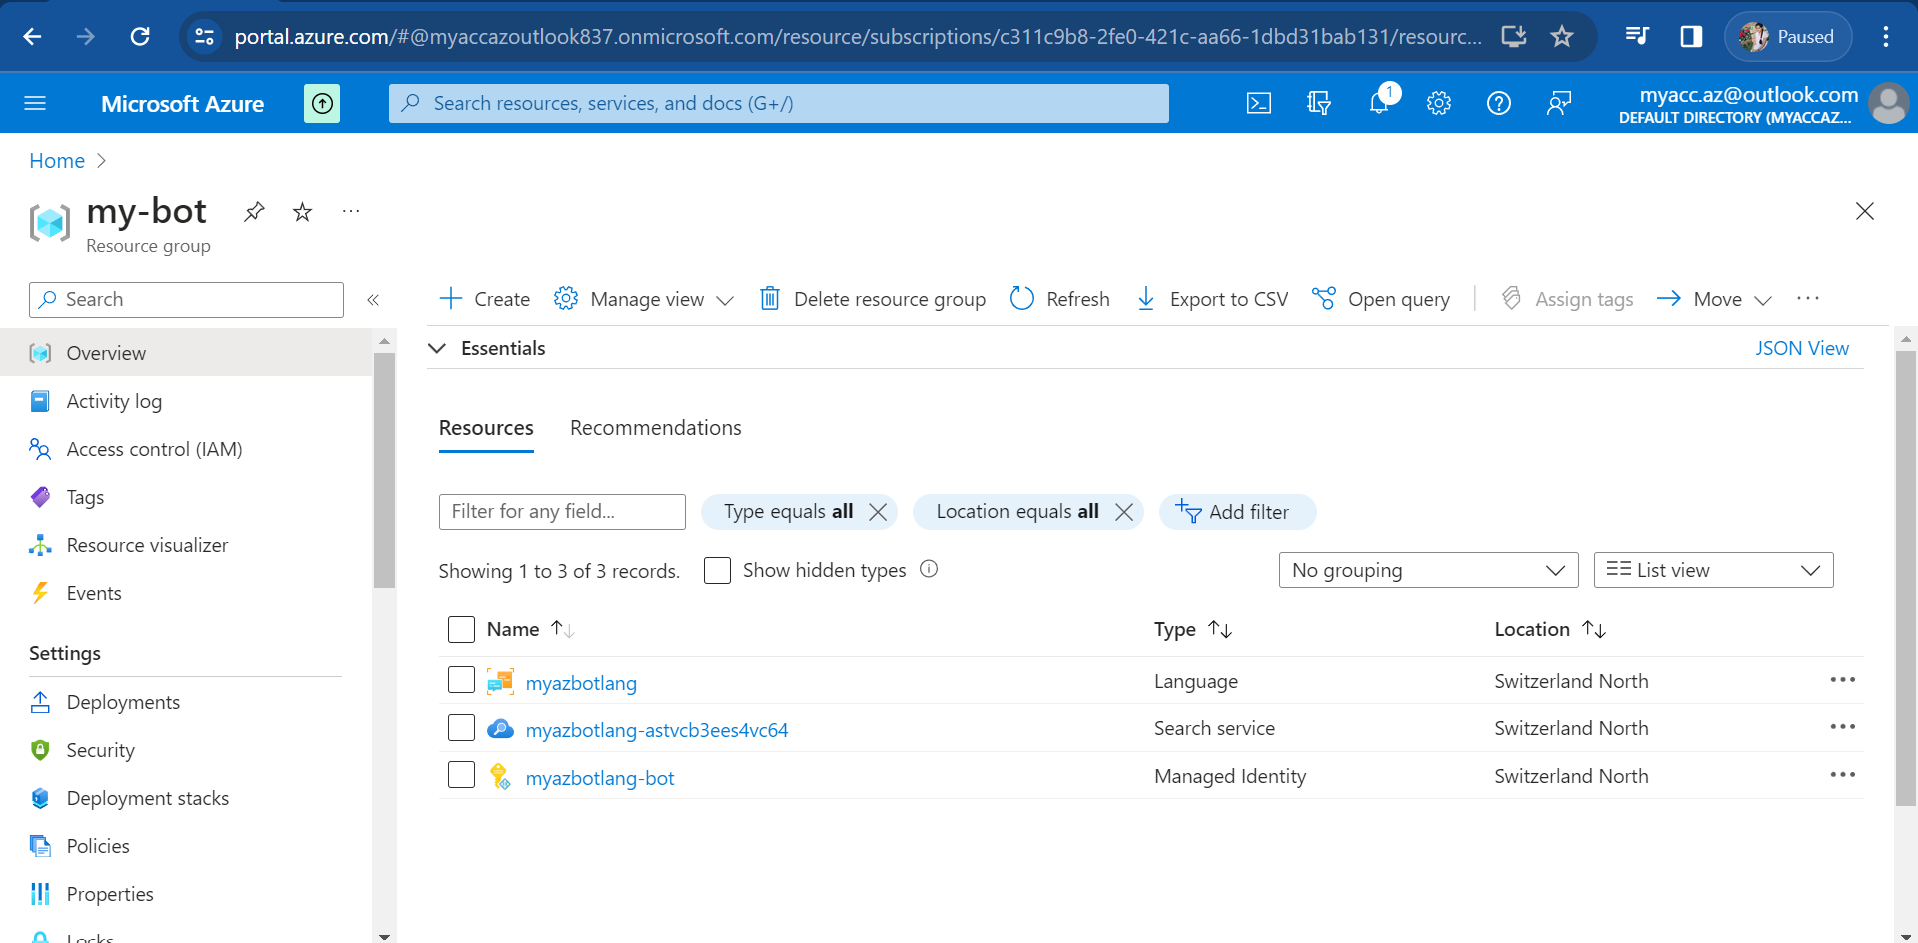 portal.azure.com/#@myaccazoutlook837.onmicrosoft.com/resource/subscriptions/c311c9b8-2fe0-421c-aa66-1dbd31bab131/resourc...
Paused
Microsoft Azure
Search resources, services, and docs (G+/)
1
myacc.az@outlook.com
DEFAULT DIRECTORY (MYACCAZ...
Home
my-bot
Resource group
Search
Create
Manage view
Delete resource group
Refresh
Export to CSV
Open query
Assign tags
Move
Overview
Activity log
Access control (IAM)
Tags
Resource visualizer
Events
Settings
Deployments
Security
Deployment stacks
Policies
Properties
Locks
Essentials
JSON View
Resources
Recommendations
Filter for any field...
Type equals all
Location equals all
Add filter
Showing 1 to 3 of 3 records.
Show hidden types
No grouping
List view
Name
Type
Location
myazbotlang
Language
Switzerland North
myazbotlang-astvcb3ees4vc64
Search service
Switzerland North
myazbotlang-bot
Managed Identity
Switzerland North